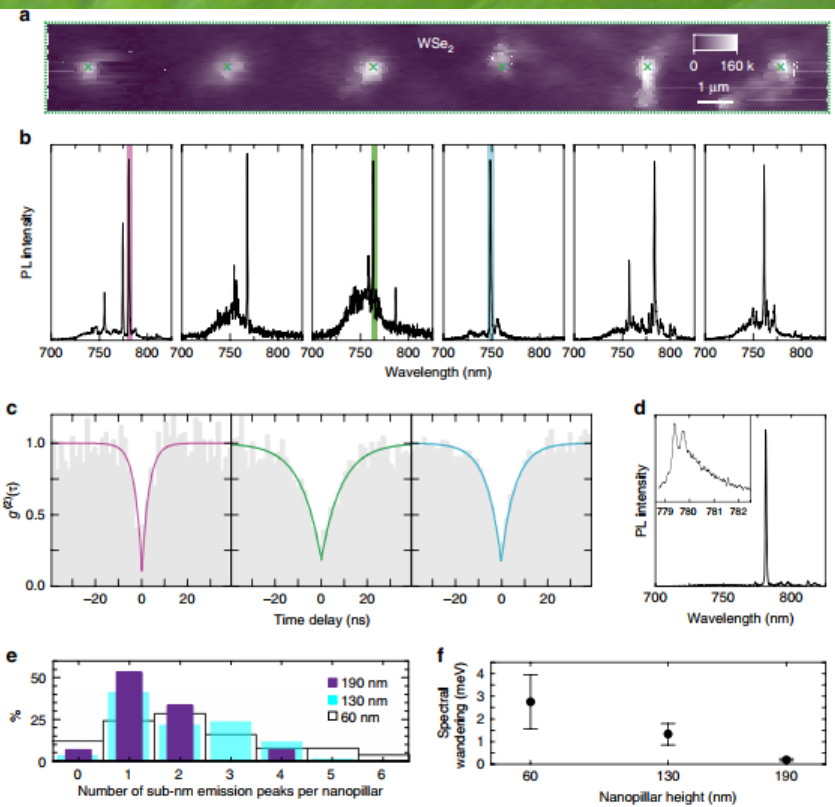 a
WSe2
0 160 k
1 μm
b
PL intensity
700 750 800 700 750 800 700 750 800 700 750 800 700 750 800 700 750 800
Wavelength (nm)
c
g(2)(τ)
1.0
0.5
0.0
–20 0 20 –20 0 20 –20 0 20
Time delay (ns)
d
PL intensity
779 780 781 782
700 750 800
Wavelength (nm)
e
%
50
25
0
190 nm
130 nm
60 nm
0 1 2 3 4 5 6
Number of sub-nm emission peaks per nanopillar
f
Spectral
wandering (meV)
4
3
2
1
0
60 130 190
Nanopillar height (nm)